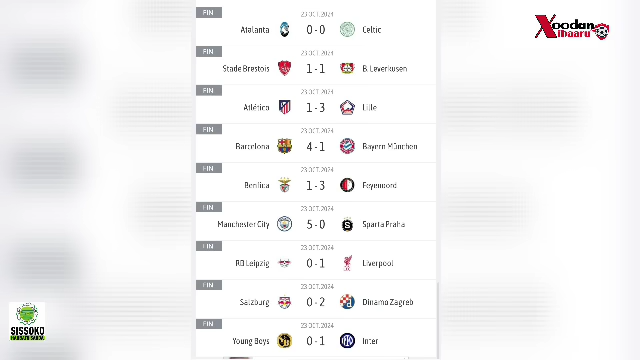 FIN
23 OCT. 2024
Atalanta 0 - 0 Celtic
FIN
23 OCT. 2024
Stade Brestois 1 - 1 B. Leverkusen
FIN
23 OCT. 2024
Atlético 1 - 3 Lille
FIN
23 OCT. 2024
Barcelona 4 - 1 Bayern München
FIN
23 OCT. 2024
Benfica 1 - 3 Feyenoord
FIN
23 OCT. 2024
Manchester City 5 - 0 Sparta Praha
FIN
23 OCT. 2024
RB Leipzig 0 - 1 Liverpool
FIN
23 OCT. 2024
Salzburg 0 - 2 Dinamo Zagreb
FIN
23 OCT. 2024
Young Boys 0 - 1 Inter
Xoodan
Xibaaru
SISSOKO